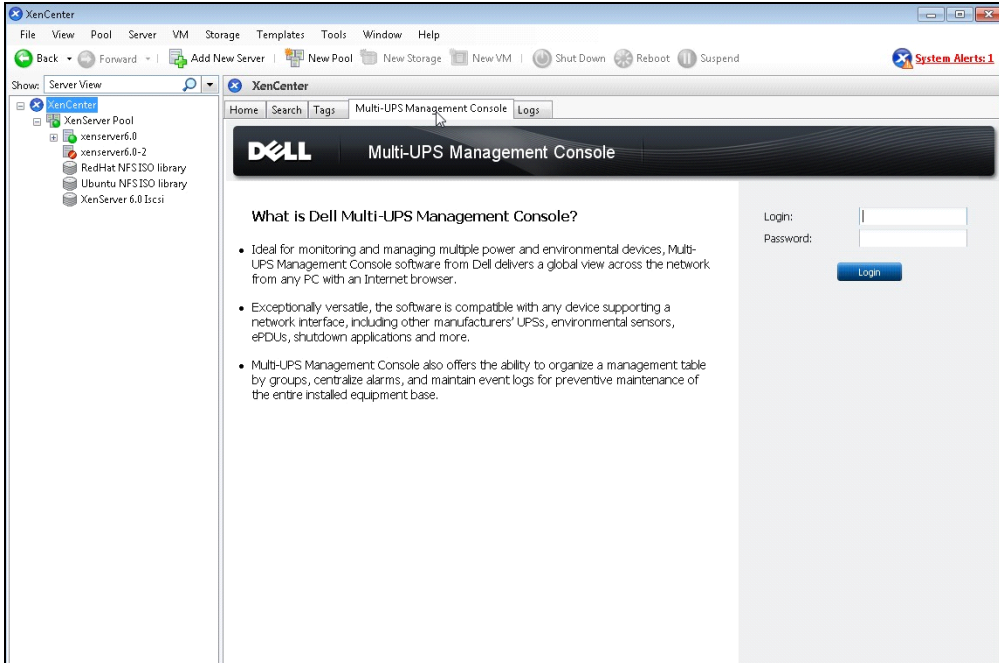 XenCenter
File View Pool Server VM Storage Templates Tools Window Help
Back Forward Add New Server New Pool New Storage New VM Shut Down Reboot Suspend System Alerts: 1
Show: Server View
XenCenter
XenCenter
Home Search Tags Multi-UPS Management Console Logs
XenServer Pool
xenserver6.0
xenserver6.0-2
RedHat NFS ISO library
Ubuntu NFS ISO library
XenServer 6.0 Iscsi
DELL Multi-UPS Management Console
What is Dell Multi-UPS Management Console?
• Ideal for monitoring and managing multiple power and environmental devices, Multi-
UPS Management Console software from Dell delivers a global view across the network
from any PC with an Internet browser.
• Exceptionally versatile, the software is compatible with any device supporting a
network interface, including other manufacturers' UPSs, environmental sensors,
ePDUs, shutdown applications and more.
• Multi-UPS Management Console also offers the ability to organize a management table
by groups, centralize alarms, and maintain event logs for preventive maintenance of
the entire installed equipment base.
Login:
Password:
Login